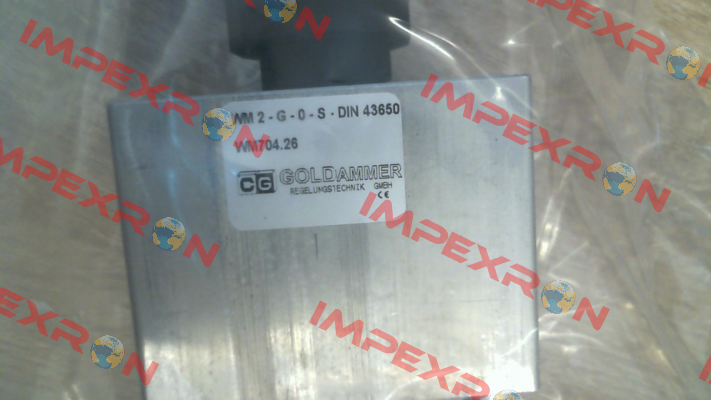 WM 2 - G - 0 - S - DIN 43650
WM704.26
CG GOLDAMMER
REGELUNGSTECHNIK GMBH
CE
IMPEXRON
IMPEXRON
IMPEXRON
IMPEXRON
IMPEXRON
IMPEXRON
IMPEXRON
IMPEXRON